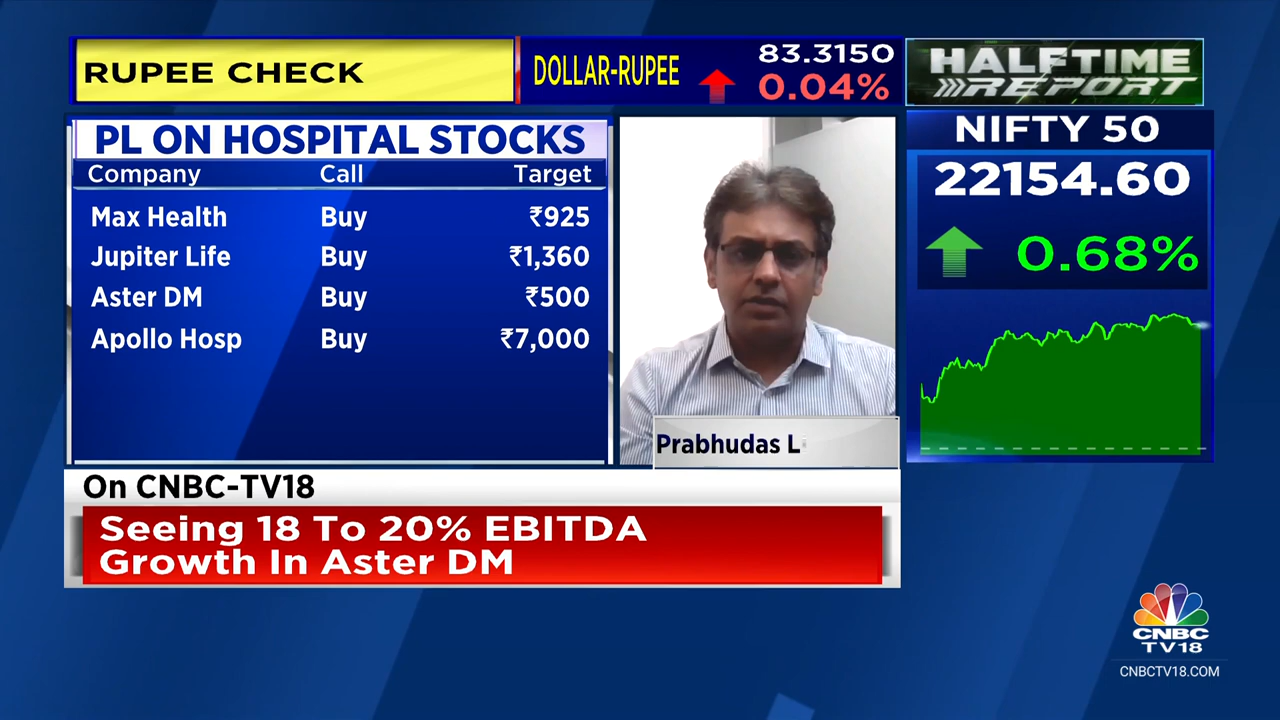 RUPEE CHECK
DOLLAR-RUPEE
83.3150
0.04%
HALFTIME
REPORT
PL ON HOSPITAL STOCKS
Company Call Target
Max Health Buy ₹925
Jupiter Life Buy ₹1,360
Aster DM Buy ₹500
Apollo Hosp Buy ₹7,000
Prabhudas L
NIFTY 50
22154.60
0.68%
On CNBC-TV18
Seeing 18 To 20% EBITDA
Growth In Aster DM
CNBC
TV18
CNBCTV18.COM